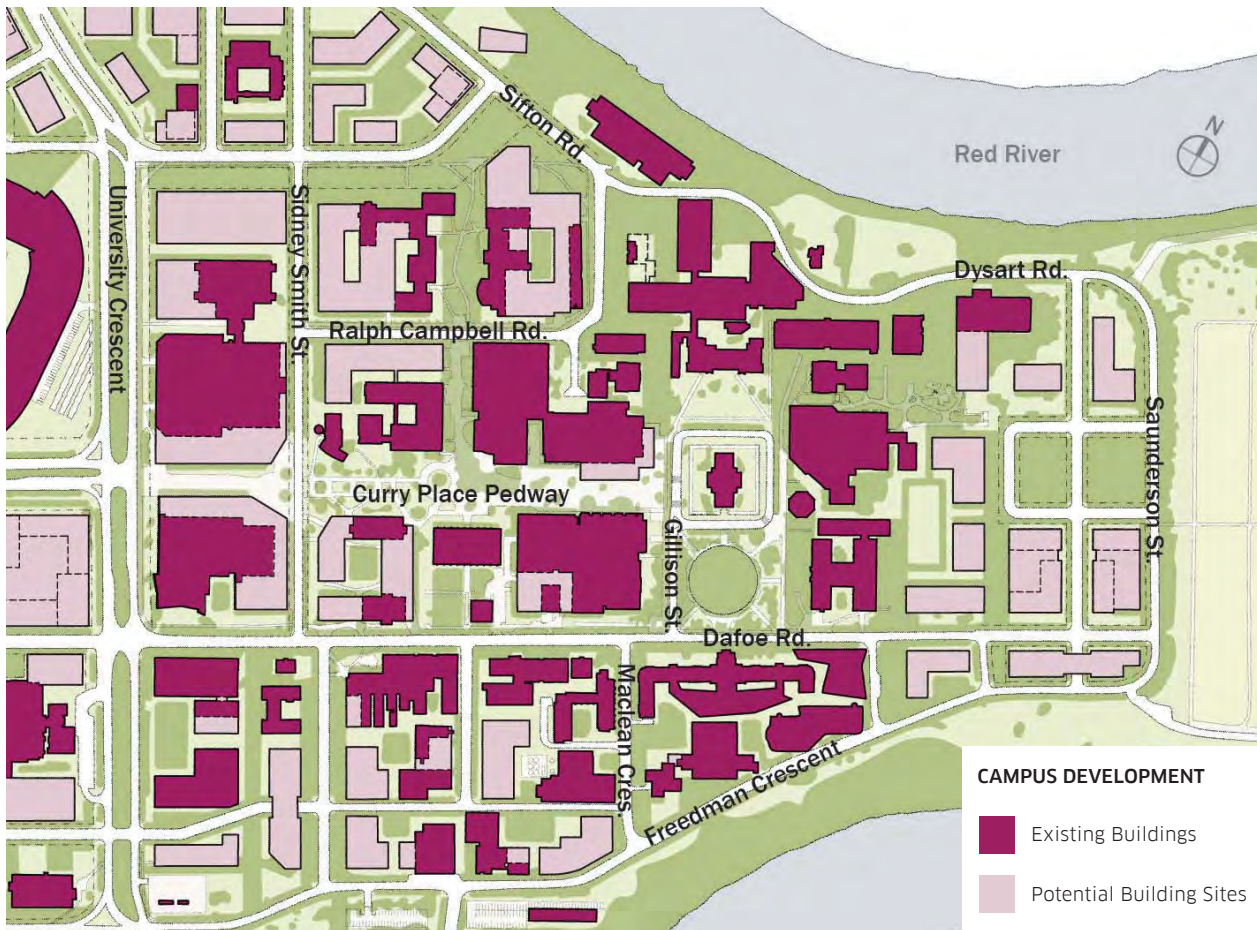 Sifton Rd.
Red River
N
University Crescent
Sidney Smith St.
Dysart Rd.
Ralph Campbell Rd.
Saunderson St.
Curry Place Pedway
Gillison St.
Dafoe Rd.
Maclean Cres.
Freedman Crescent
CAMPUS DEVELOPMENT
Existing Buildings
Potential Building Sites